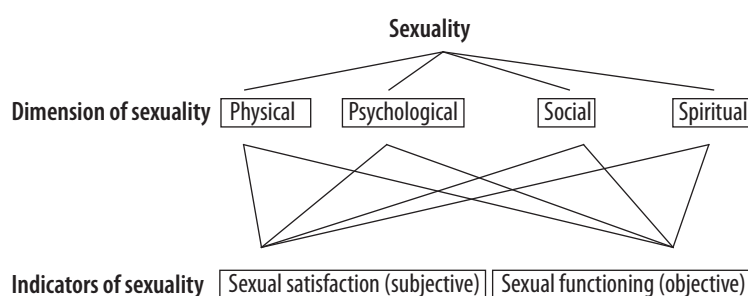 Sexuality
Dimension of sexuality Physical Psychological Social Spiritual
Indicators of sexuality Sexual satisfaction (subjective) Sexual functioning (objective)